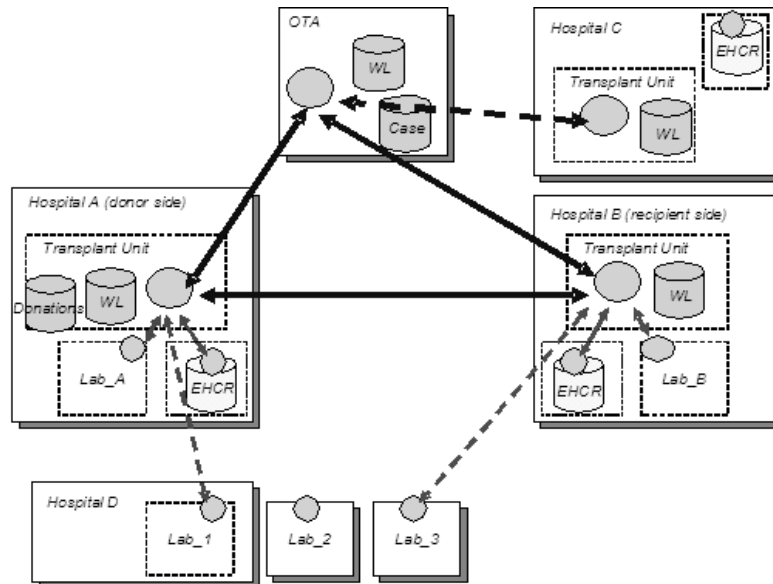 OTA
WL
Case
Hospital C
EHCR
Transplant Unit
WL
Hospital A (donor side)
Transplant Unit
Donations
WL
Lab_A
EHCR
Hospital B (recipient side)
Transplant Unit
WL
EHCR
Lab_B
Hospital D
Lab_1
Lab_2
Lab_3